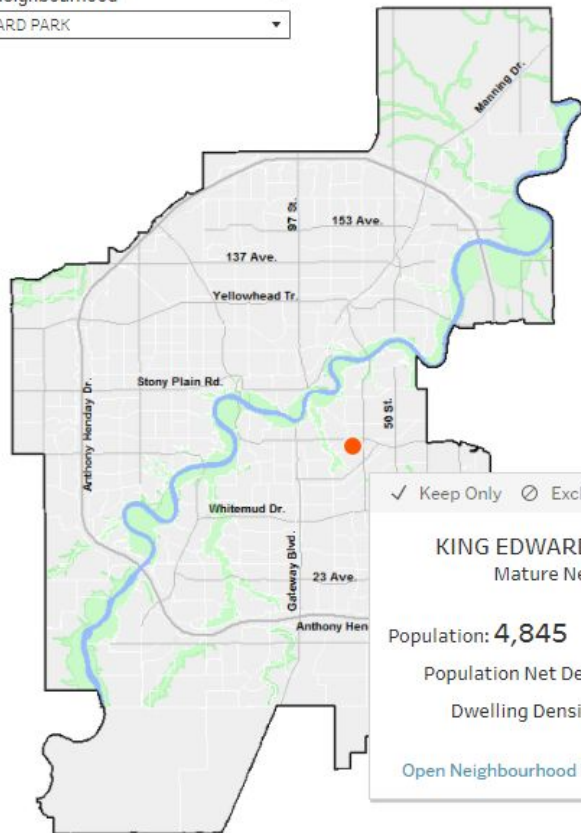 eighbourhood
ARD PARK
Manning Dr.
97 St.
153 Ave.
137 Ave.
Yellowhead Tr.
Stony Plain Rd.
Anthony Henday Dr.
50 St.
Whitemud Dr.
Gateway Blvd.
23 Ave.
Anthony Hen
✓ Keep Only ⊘ Excl
KING EDWARD
Mature Ne
Population: 4,845
Population Net De
Dwelling Densi
Open Neighbourhood